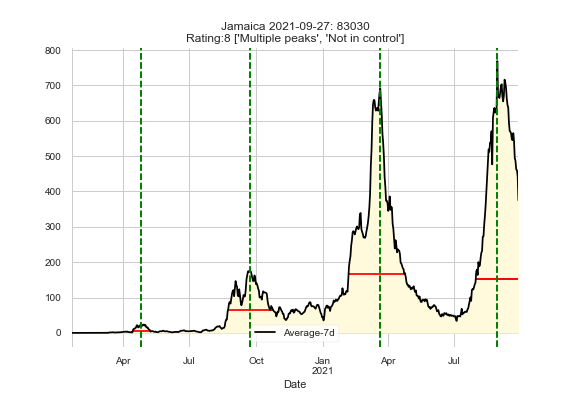 Jamaica 2021-09-27: 83030
Rating:8 ['Multiple peaks', 'Not in control']
800
700
600
500
400
300
200
100
0
Average-7d
Apr Jul Oct Jan Apr Jul
2021
Date